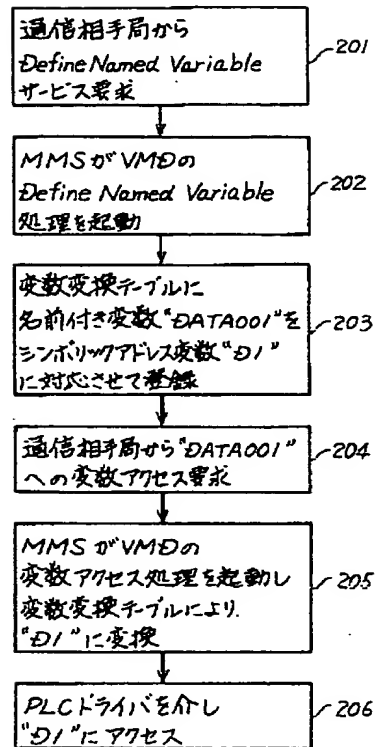 通信相手局から
Define Named Variable
サービス要求
201
MMSがVMDの
Define Named Variable
処理を起動
202
変数変換テーブルに
名前付き変数"DATA001"を
シンボリックアドレス変数"D1"
に対応させて登録
203
通信相手局から"DATA001"
への変数アクセス要求
204
MMSがVMDの
変数アクセス処理を起動し
変数変換テーブルにより
"D1"に変換
205
PLCドライバを介し
"D1"にアクセス
206